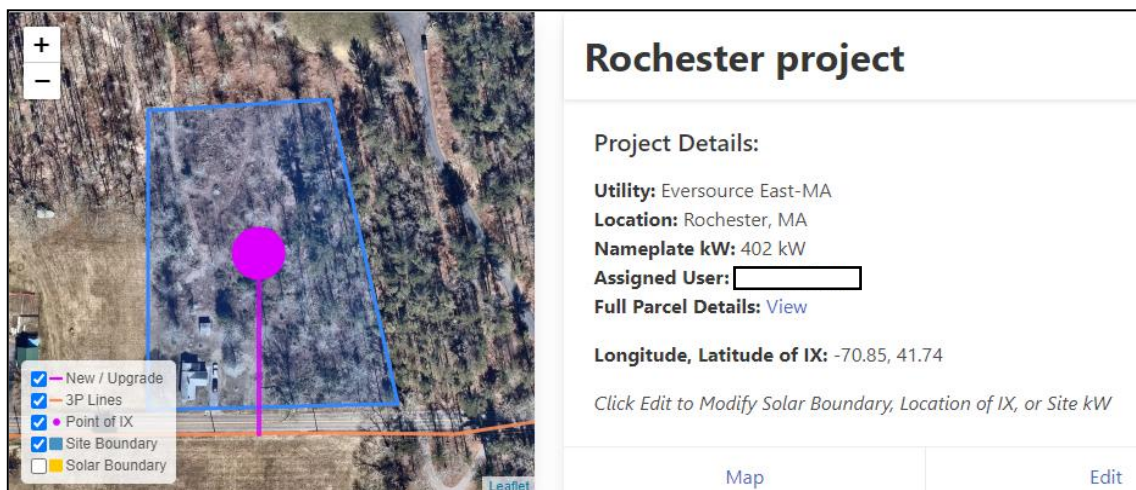 +
−
New / Upgrade
3P Lines
Point of IX
Site Boundary
Solar Boundary
Leaflet
Rochester project
Project Details:
Utility: Eversource East-MA
Location: Rochester, MA
Nameplate kW: 402 kW
Assigned User:
Full Parcel Details: View
Longitude, Latitude of IX: -70.85, 41.74
Click Edit to Modify Solar Boundary, Location of IX, or Site kW
Map
Edit